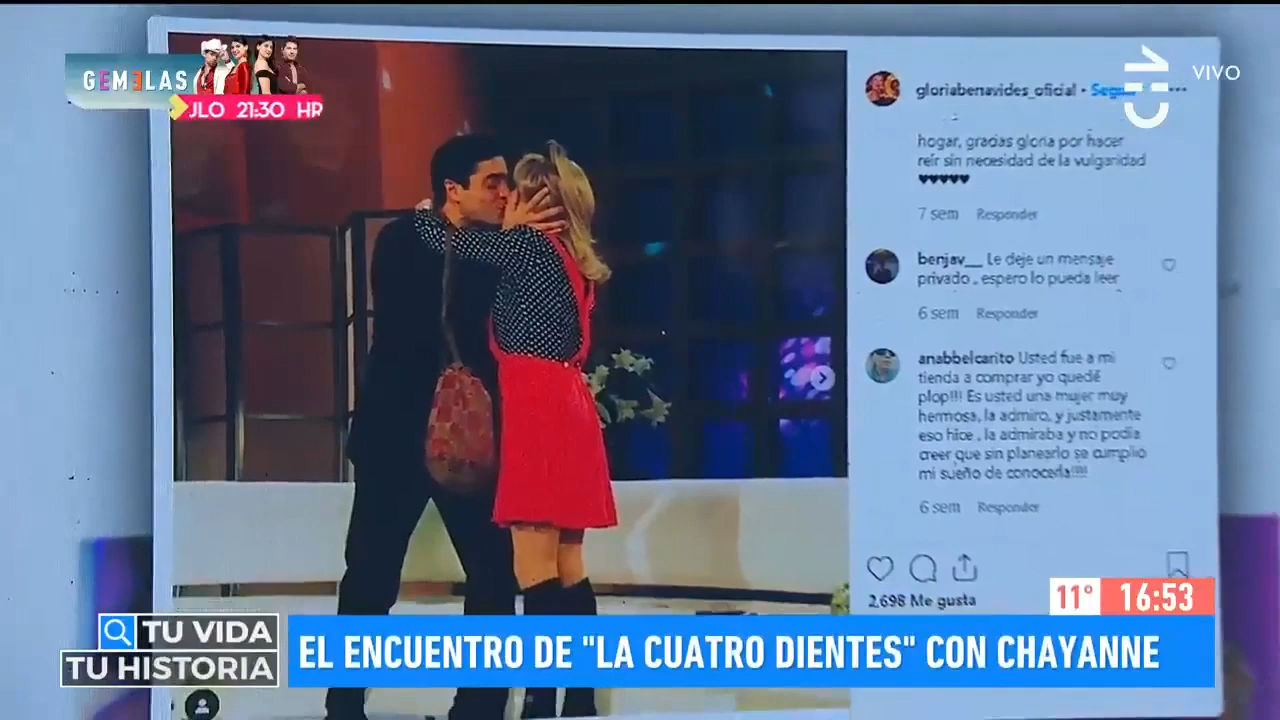 GEMELAS
ULO 21:30 HR
VIVO
gloriabenavides_oficial •
hogar, gracias gloria por hacer
reir sin necesidad de la vulgaridad
♥♥♥♥♥
7 sem Responder
benjav__ Le deje un mensaje
privado , espero lo pueda leer
6 sem Responder
anabbelcarito Usted fue a mi
tienda a comprar yo quedé
plop!!! Es usted una mujer muy
hermosa, la admiro, y justamente
eso hice , la admiraba y no podía
creer que sin planearlo se cumplio
mi sueño de conocerla!!!!
6 sem Responder
2.698 Me gusta
11° 16:53
TU VIDA
TU HISTORIA
EL ENCUENTRO DE "LA CUATRO DIENTES" CON CHAYANNE